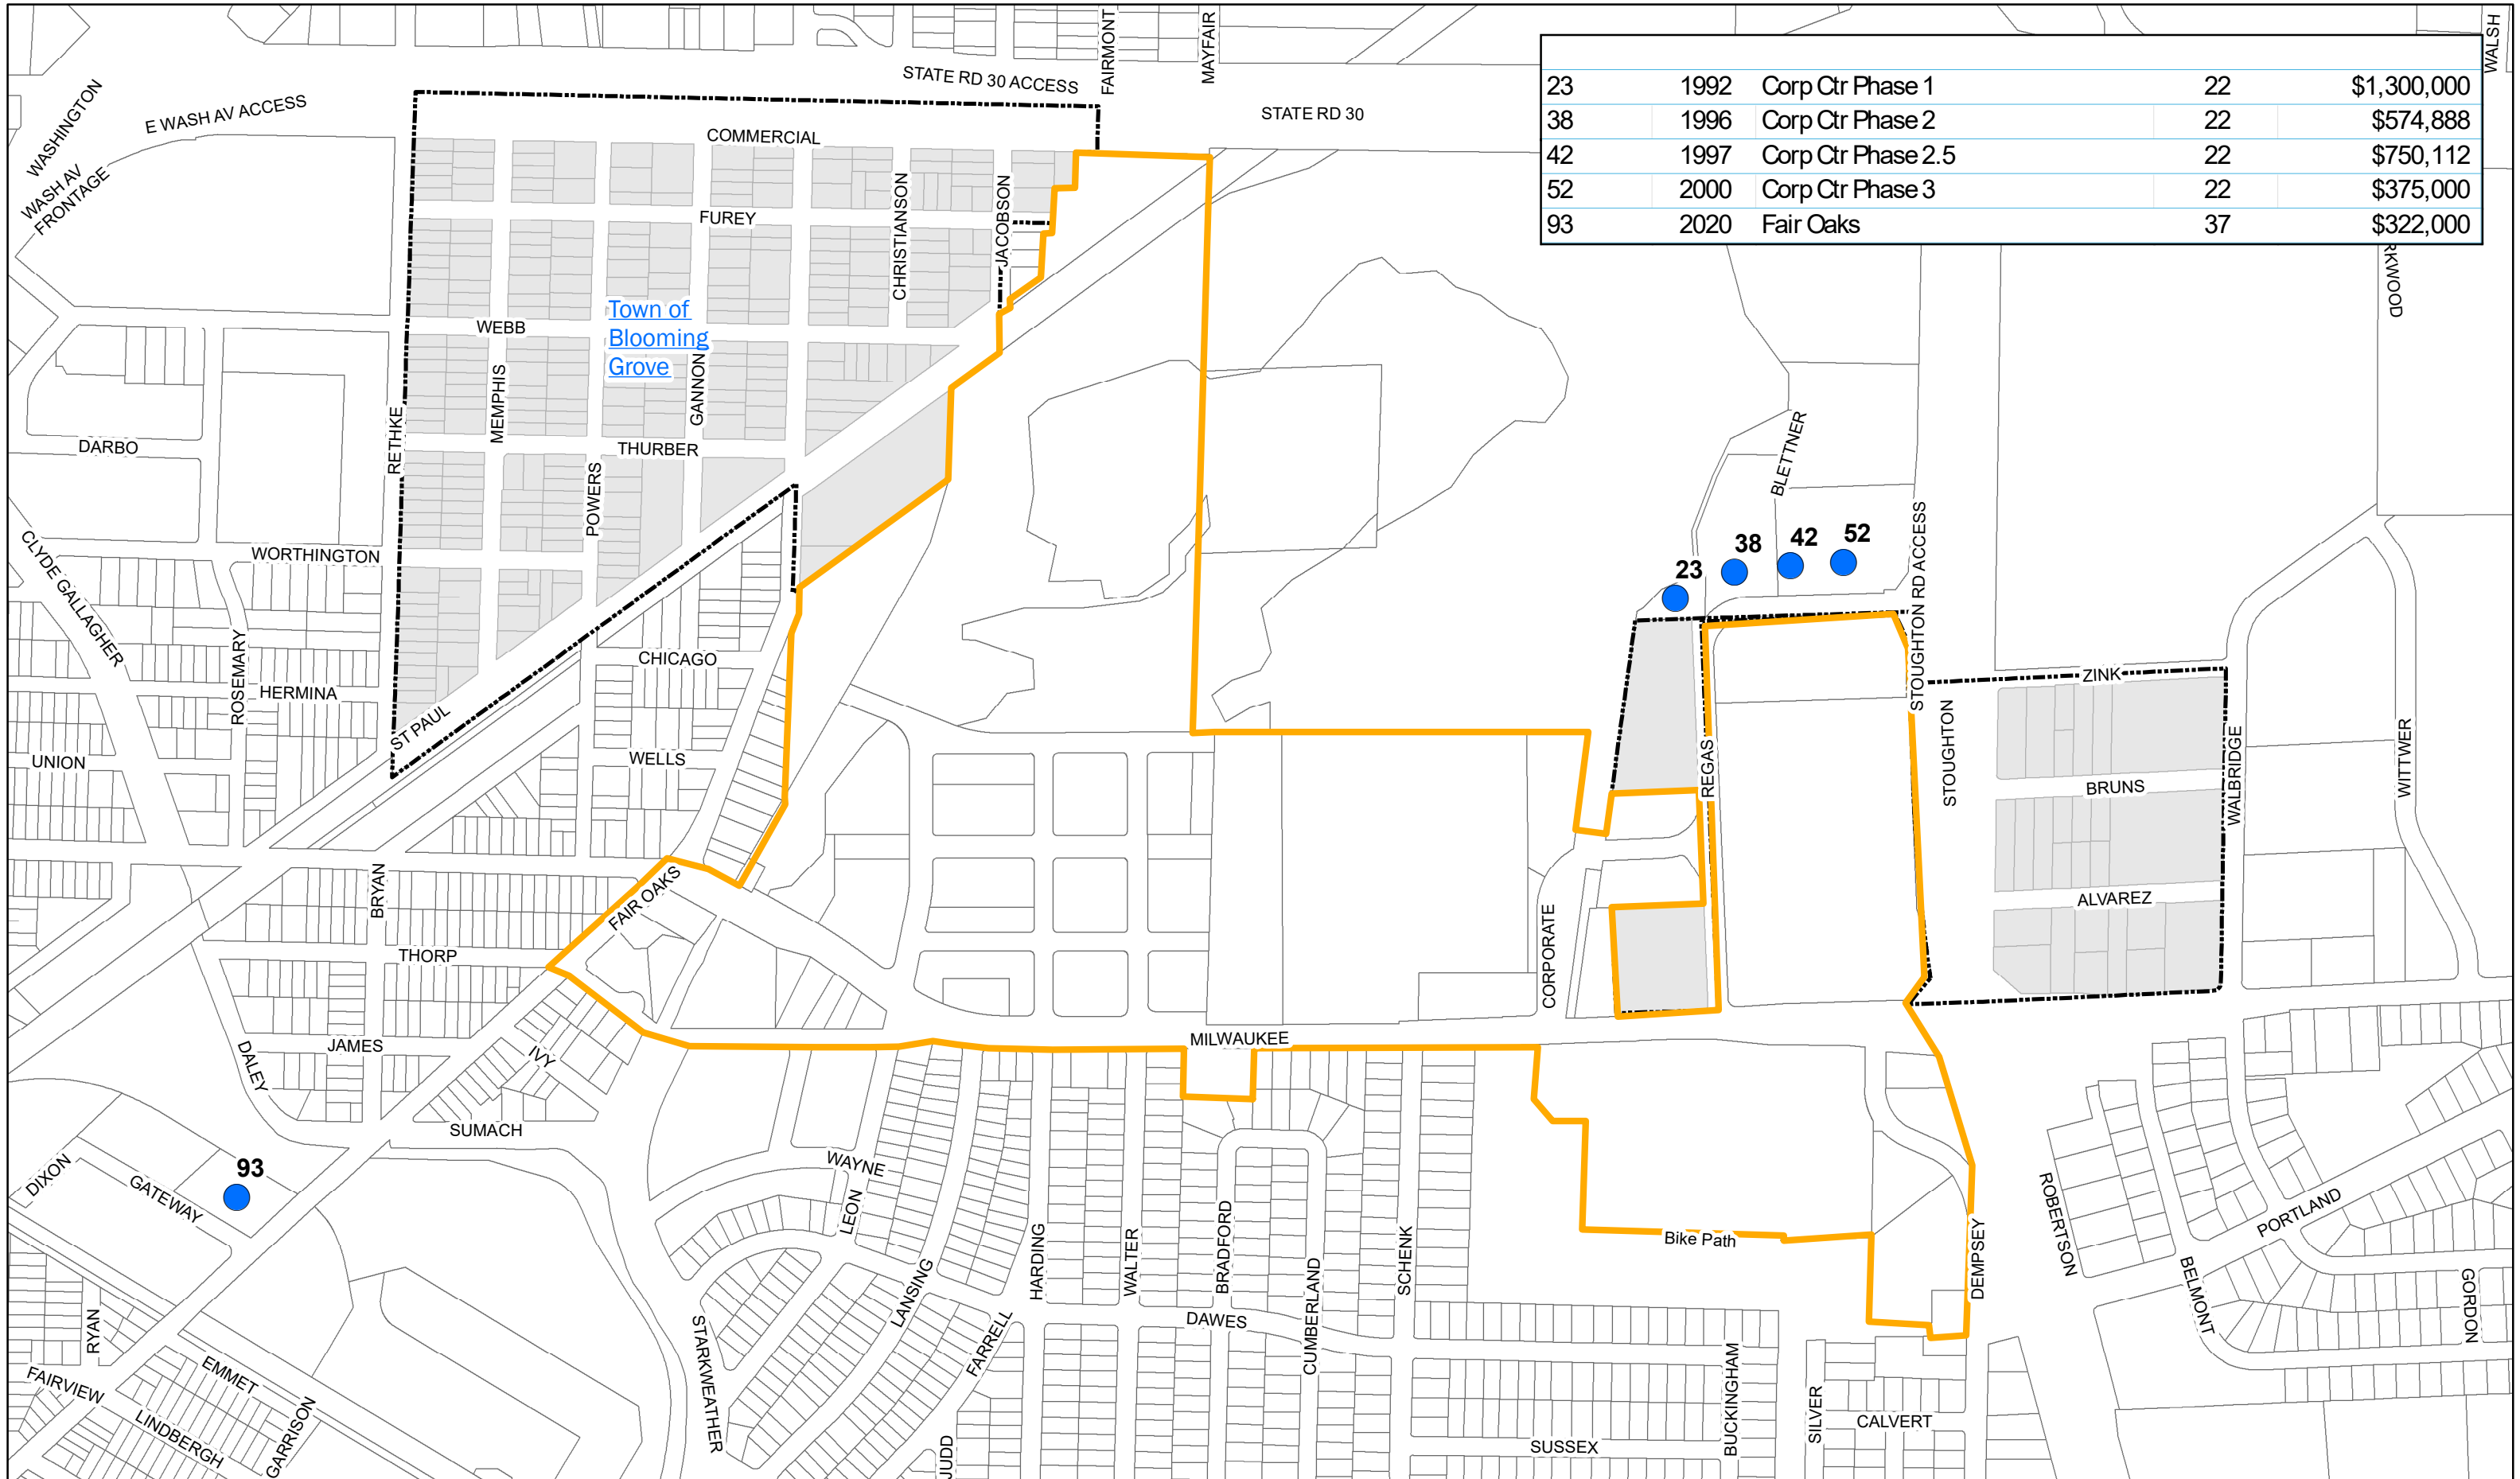 FAIRMONT
MAYFAIR
WALSH
STATE RD 30 ACCESS
STATE RD 30
E WASH AV ACCESS
WASHINGTON
WASH AV
FRONTAGE
23 1992 Corp Ctr Phase 1 22 $1,300,000
38 1996 Corp Ctr Phase 2 22 $574,888
42 1997 Corp Ctr Phase 2.5 22 $750,112
52 2000 Corp Ctr Phase 3 22 $375,000
93 2020 Fair Oaks 37 $322,000
COMMERCIAL
CHRISTIANSON
JACOBSON
FUREY
RKWOOD
Town of
Blooming
Grove
WEBB
MEMPHIS
GANNON
RETHKE
DARBO
THURBER
POWERS
BLETTNER
WORTHINGTON
CLYDE GALLAGHER
23
38
42
52
STOUGHTON RD ACCESS
CHICAGO
ROSEMARY
HERMINA
ST PAUL
UNION
WELLS
REGAS
STOUGHTON
ZINK
BRUNS
WALBRIDGE
WITTWER
ALVAREZ
BRYAN
FAIR OAKS
THORP
CORPORATE
MILWAUKEE
JAMES
DALEY
IVY
SUMACH
93
DIXON
GATEWAY
WAYNE
LEON
LANSING
HARDING
WALTER
BRADFORD
CUMBERLAND
SCHENK
Bike Path
DEMPSEY
ROBERTSON
PORTLAND
BELMONT
GORDON
RYAN
STARKWEATHER
FARRELL
DAWES
FAIRVIEW
EMMET
LINDBERGH
GARRISON
JUDD
SUSSEX
BUCKINGHAM
SILVER
CALVERT